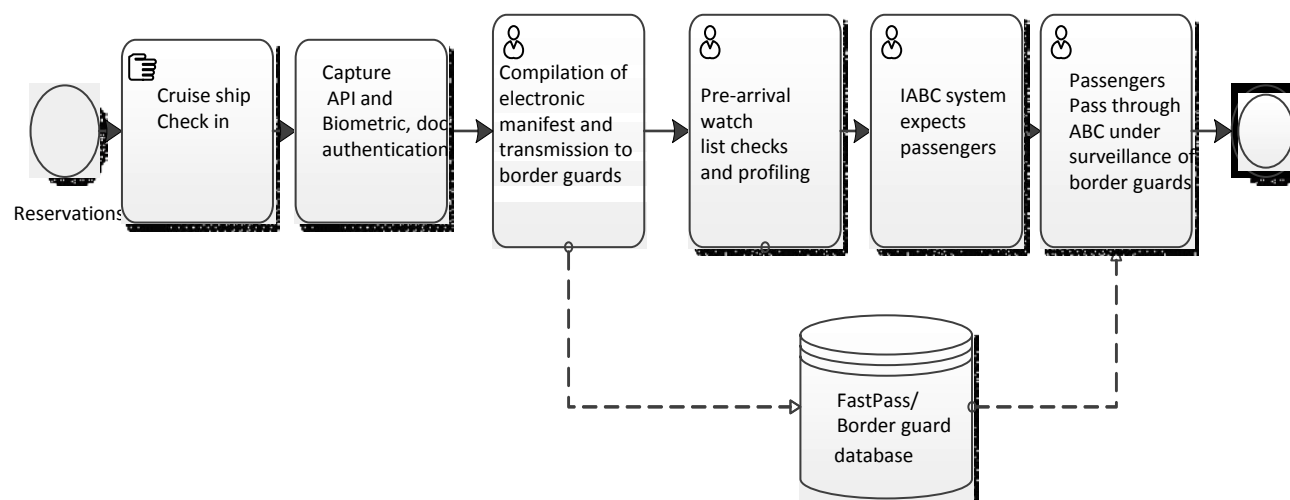 Reservations
Cruise ship
Check in
Capture
API and
Biometric, doc
authentication
Compilation of
electronic
manifest and
transmission to
border guards
Pre-arrival
watch
list checks
and profiling
IABC system
expects
passengers
Passengers
Pass through
ABC under
surveillance of
border guards
FastPass/
Border guard
database